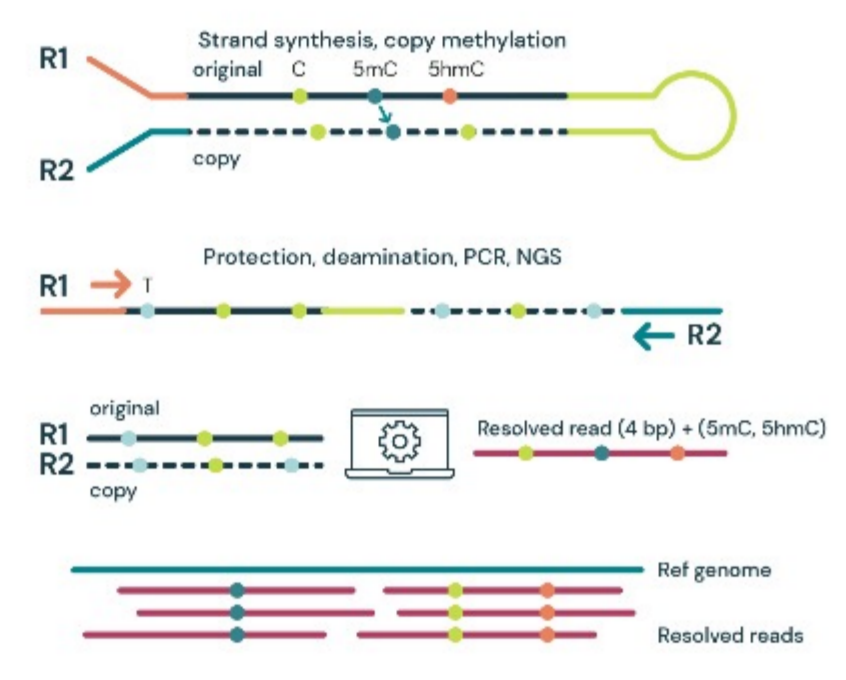 Strand synthesis, copy methylation
R1
original C 5mC 5hmC
R2
copy
Protection, deamination, PCR, NGS
R1 T
R2
original
R1
R2
copy
Resolved read (4 bp) + (5mC, 5hmC)
Ref genome
Resolved reads